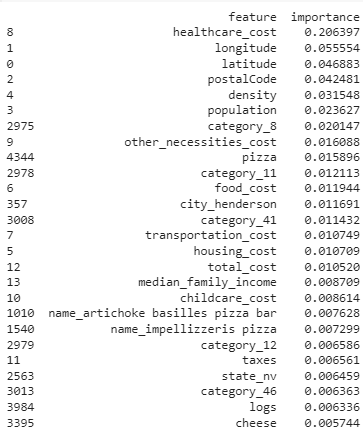 feature importance
8 healthcare_cost 0.206397
1 longitude 0.055554
0 latitude 0.046883
2 postalCode 0.042481
4 density 0.031548
3 population 0.023627
2975 category_8 0.020147
9 other_necessities_cost 0.016088
4344 pizza 0.015896
2978 category_11 0.012113
6 food_cost 0.011944
357 city_henderson 0.011691
3008 category_41 0.011432
7 transportation_cost 0.010749
5 housing_cost 0.010709
12 total_cost 0.010520
13 median_family_income 0.008709
10 childcare_cost 0.008614
1010 name_artichoke basilles pizza bar 0.007628
1540 name_impellizzeris pizza 0.007299
2979 category_12 0.006586
11 taxes 0.006561
2563 state_nv 0.006459
3013 category_46 0.006363
3984 logs 0.006336
3395 cheese 0.005744